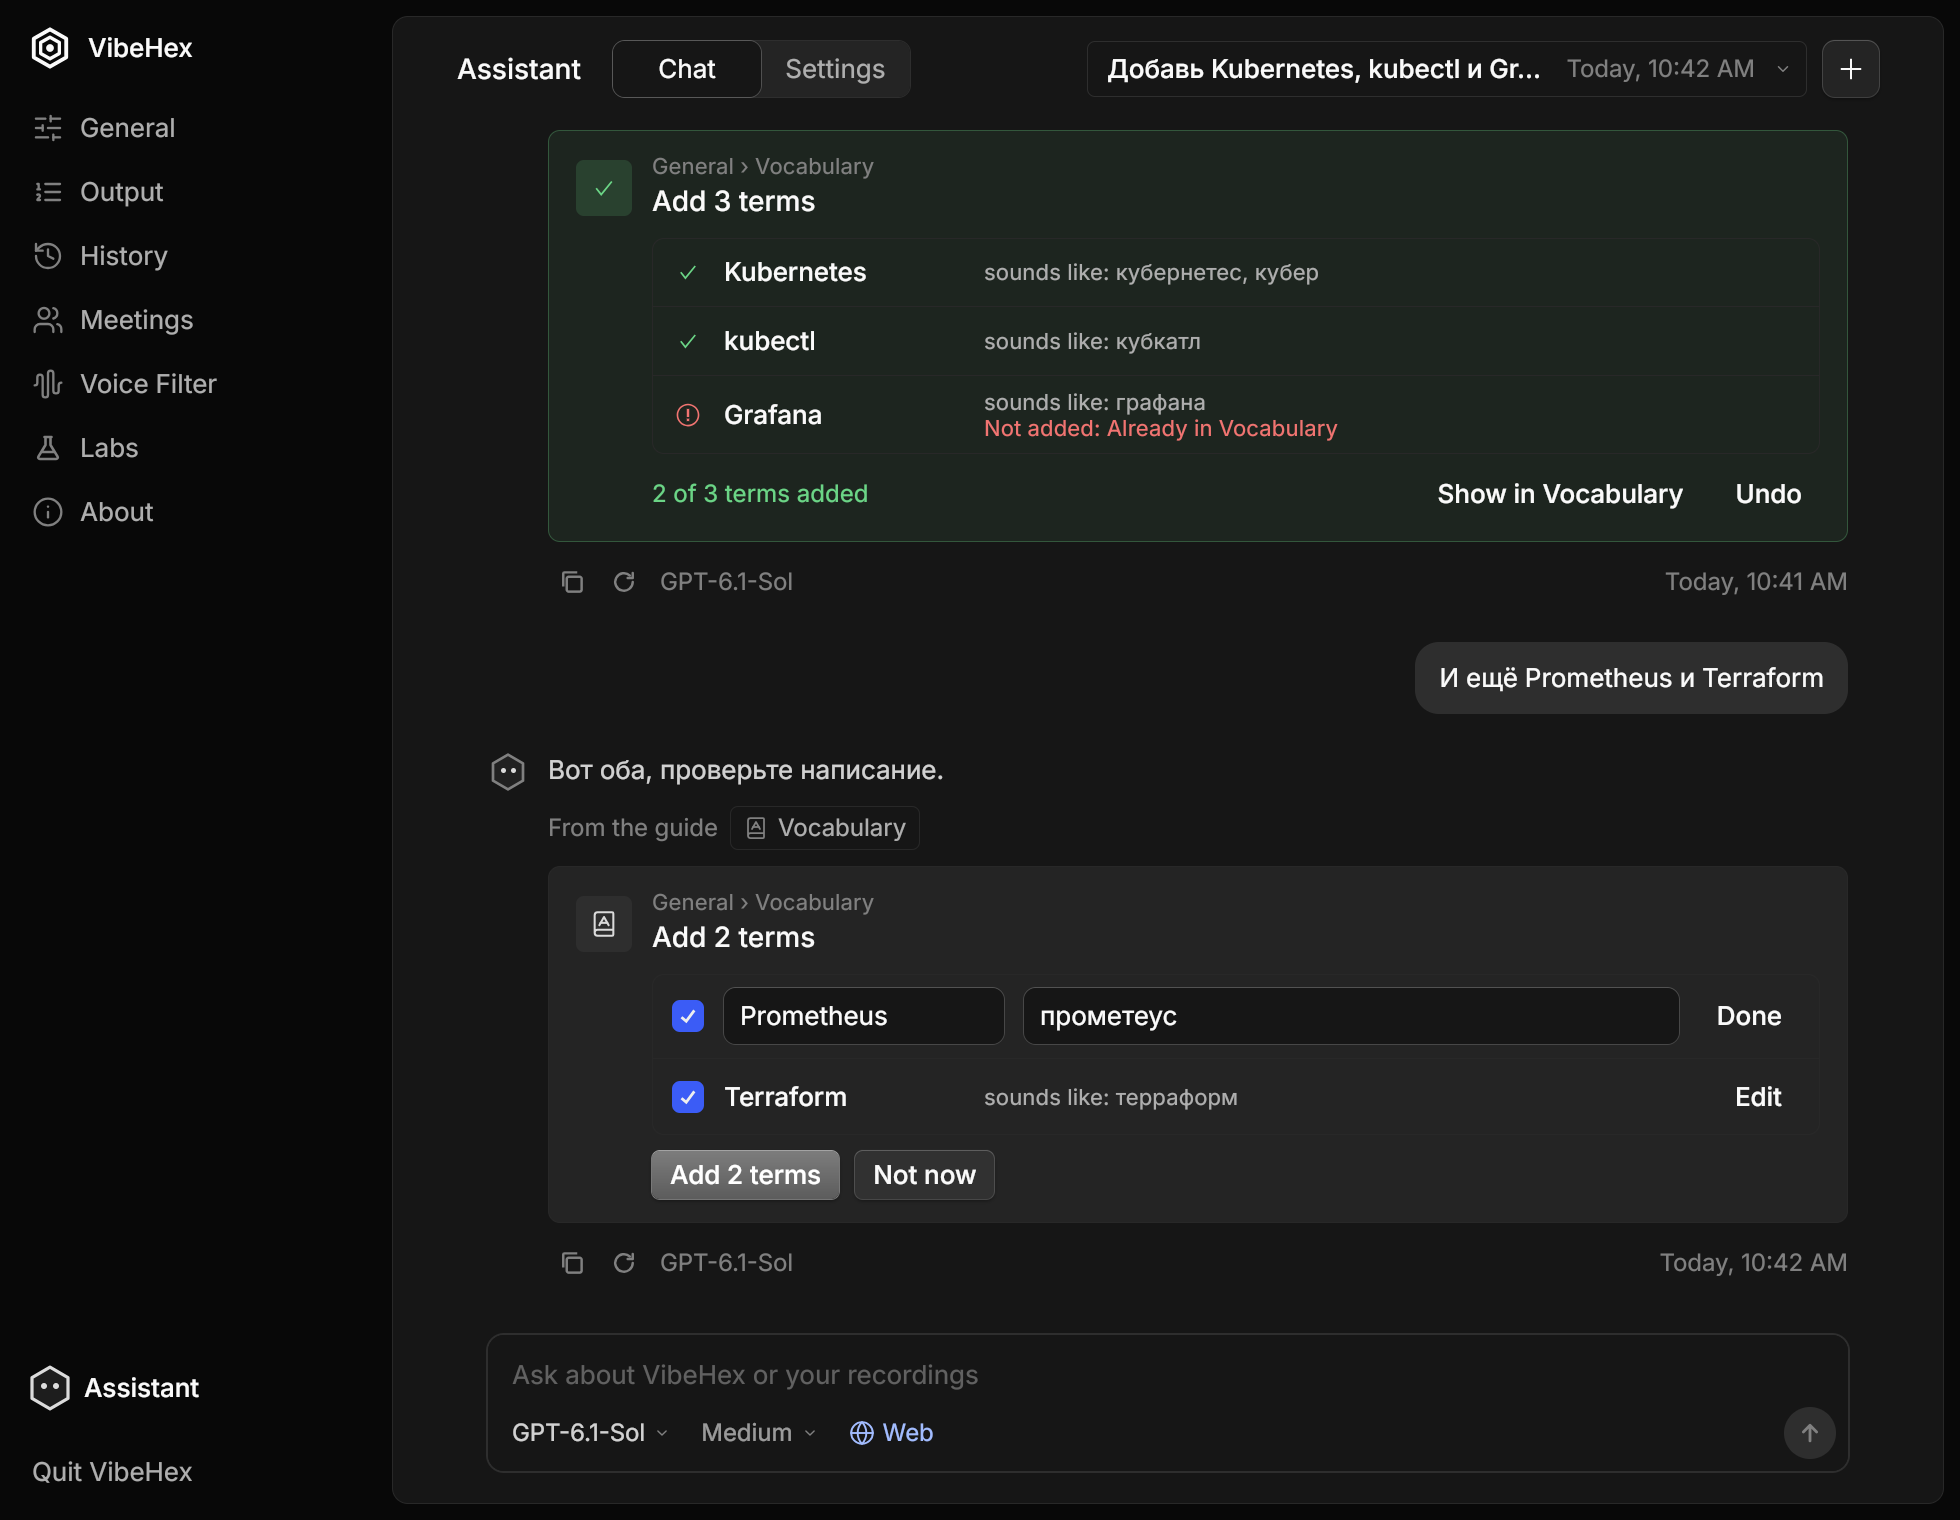 VibeHex
General
Output
History
Meetings
Voice Filter
Labs
About
Assistant
Quit VibeHex
Assistant
Chat
Settings
Добавь Kubernetes, kubectl и Gr...
Today, 10:42 AM
General › Vocabulary
Add 3 terms
Kubernetes sounds like: кубернетес, кубер
kubectl sounds like: кубкатл
Grafana sounds like: графана
Not added: Already in Vocabulary
2 of 3 terms added Show in Vocabulary Undo
GPT-6.1-Sol Today, 10:41 AM
И ещё Prometheus и Terraform
Вот оба, проверьте написание.
From the guide Vocabulary
General › Vocabulary
Add 2 terms
Prometheus прометеус Done
Terraform sounds like: терраформ Edit
Add 2 terms Not now
GPT-6.1-Sol Today, 10:42 AM
Ask about VibeHex or your recordings
GPT-6.1-Sol Medium Web